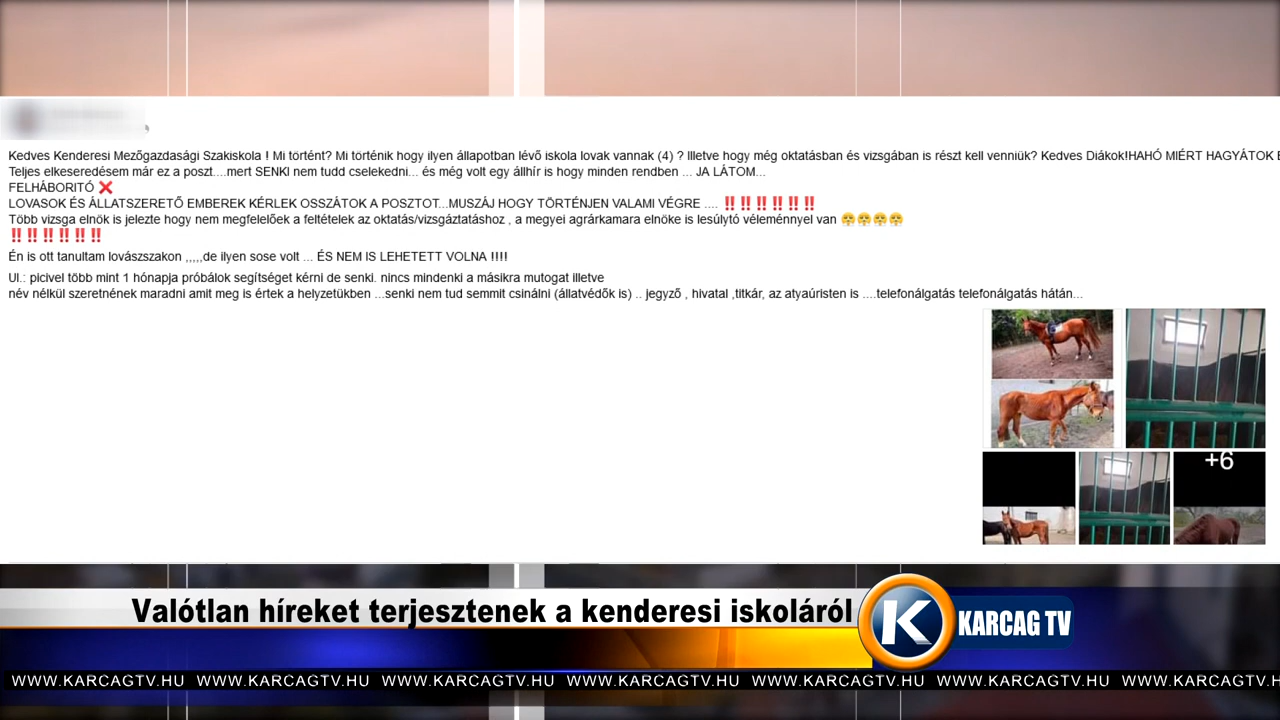 Kedves Kenderesi Mezőgazdasági Szakiskola ! Mi történt? Mi történik hogy ilyen állapotban lévő iskola lovak vannak (4) ? Illetve hogy még oktatásban és vizsgában is részt kell venniük? Kedves Diákok!HAHÓ MIÉRT HAGYÁTOK E
Teljes elkeseredésem már ez a poszt....mert SENKI nem tudd cselekedni... és még volt egy állhír is hogy minden rendben ... JA LÁTOM...
FELHÁBORITÓ ❌
LOVASOK ÉS ÁLLATSZERETŐ EMBEREK KÉRLEK OSSZÁTOK A POSZTOT...MUSZÁJ HOGY TÖRTÉNJEN VALAMI VÉGRE .... ‼️‼️‼️‼️‼️‼️
Több vizsga elnök is jelezte hogy nem megfelelőek a feltételek az oktatás/vizsgáztatáshoz , a megyei agrárkamara elnöke is lesúlytó véleménnyel van 😤😤😤😤
‼️‼️‼️‼️‼️‼️
Én is ott tanultam lovászszakon ,,,,,de ilyen sose volt ... ÉS NEM IS LEHETETT VOLNA !!!!
Ul.: picivel több mint 1 hónapja próbálok segítséget kérni de senki. nincs mindenki a másikra mutogat illetve
név nélkül szeretnének maradni amit meg is értek a helyzetükben ...senki nem tud semmit csinálni (állatvédők is) .. jegyző , hivatal ,titkár, az atyaúristen is ....telefonálgatás telefonálgatás hátán...
+6
Valótlan híreket terjesztenek a kenderesi iskoláról
K KARCAG TV
WWW.KARCAGTV.HU WWW.KARCAGTV.HU WWW.KARCAGTV.HU WWW.KARCAGTV.HU WWW.KARCAGTV.HU WWW.KARCAGTV.HU WWW.KARCAGTV.H